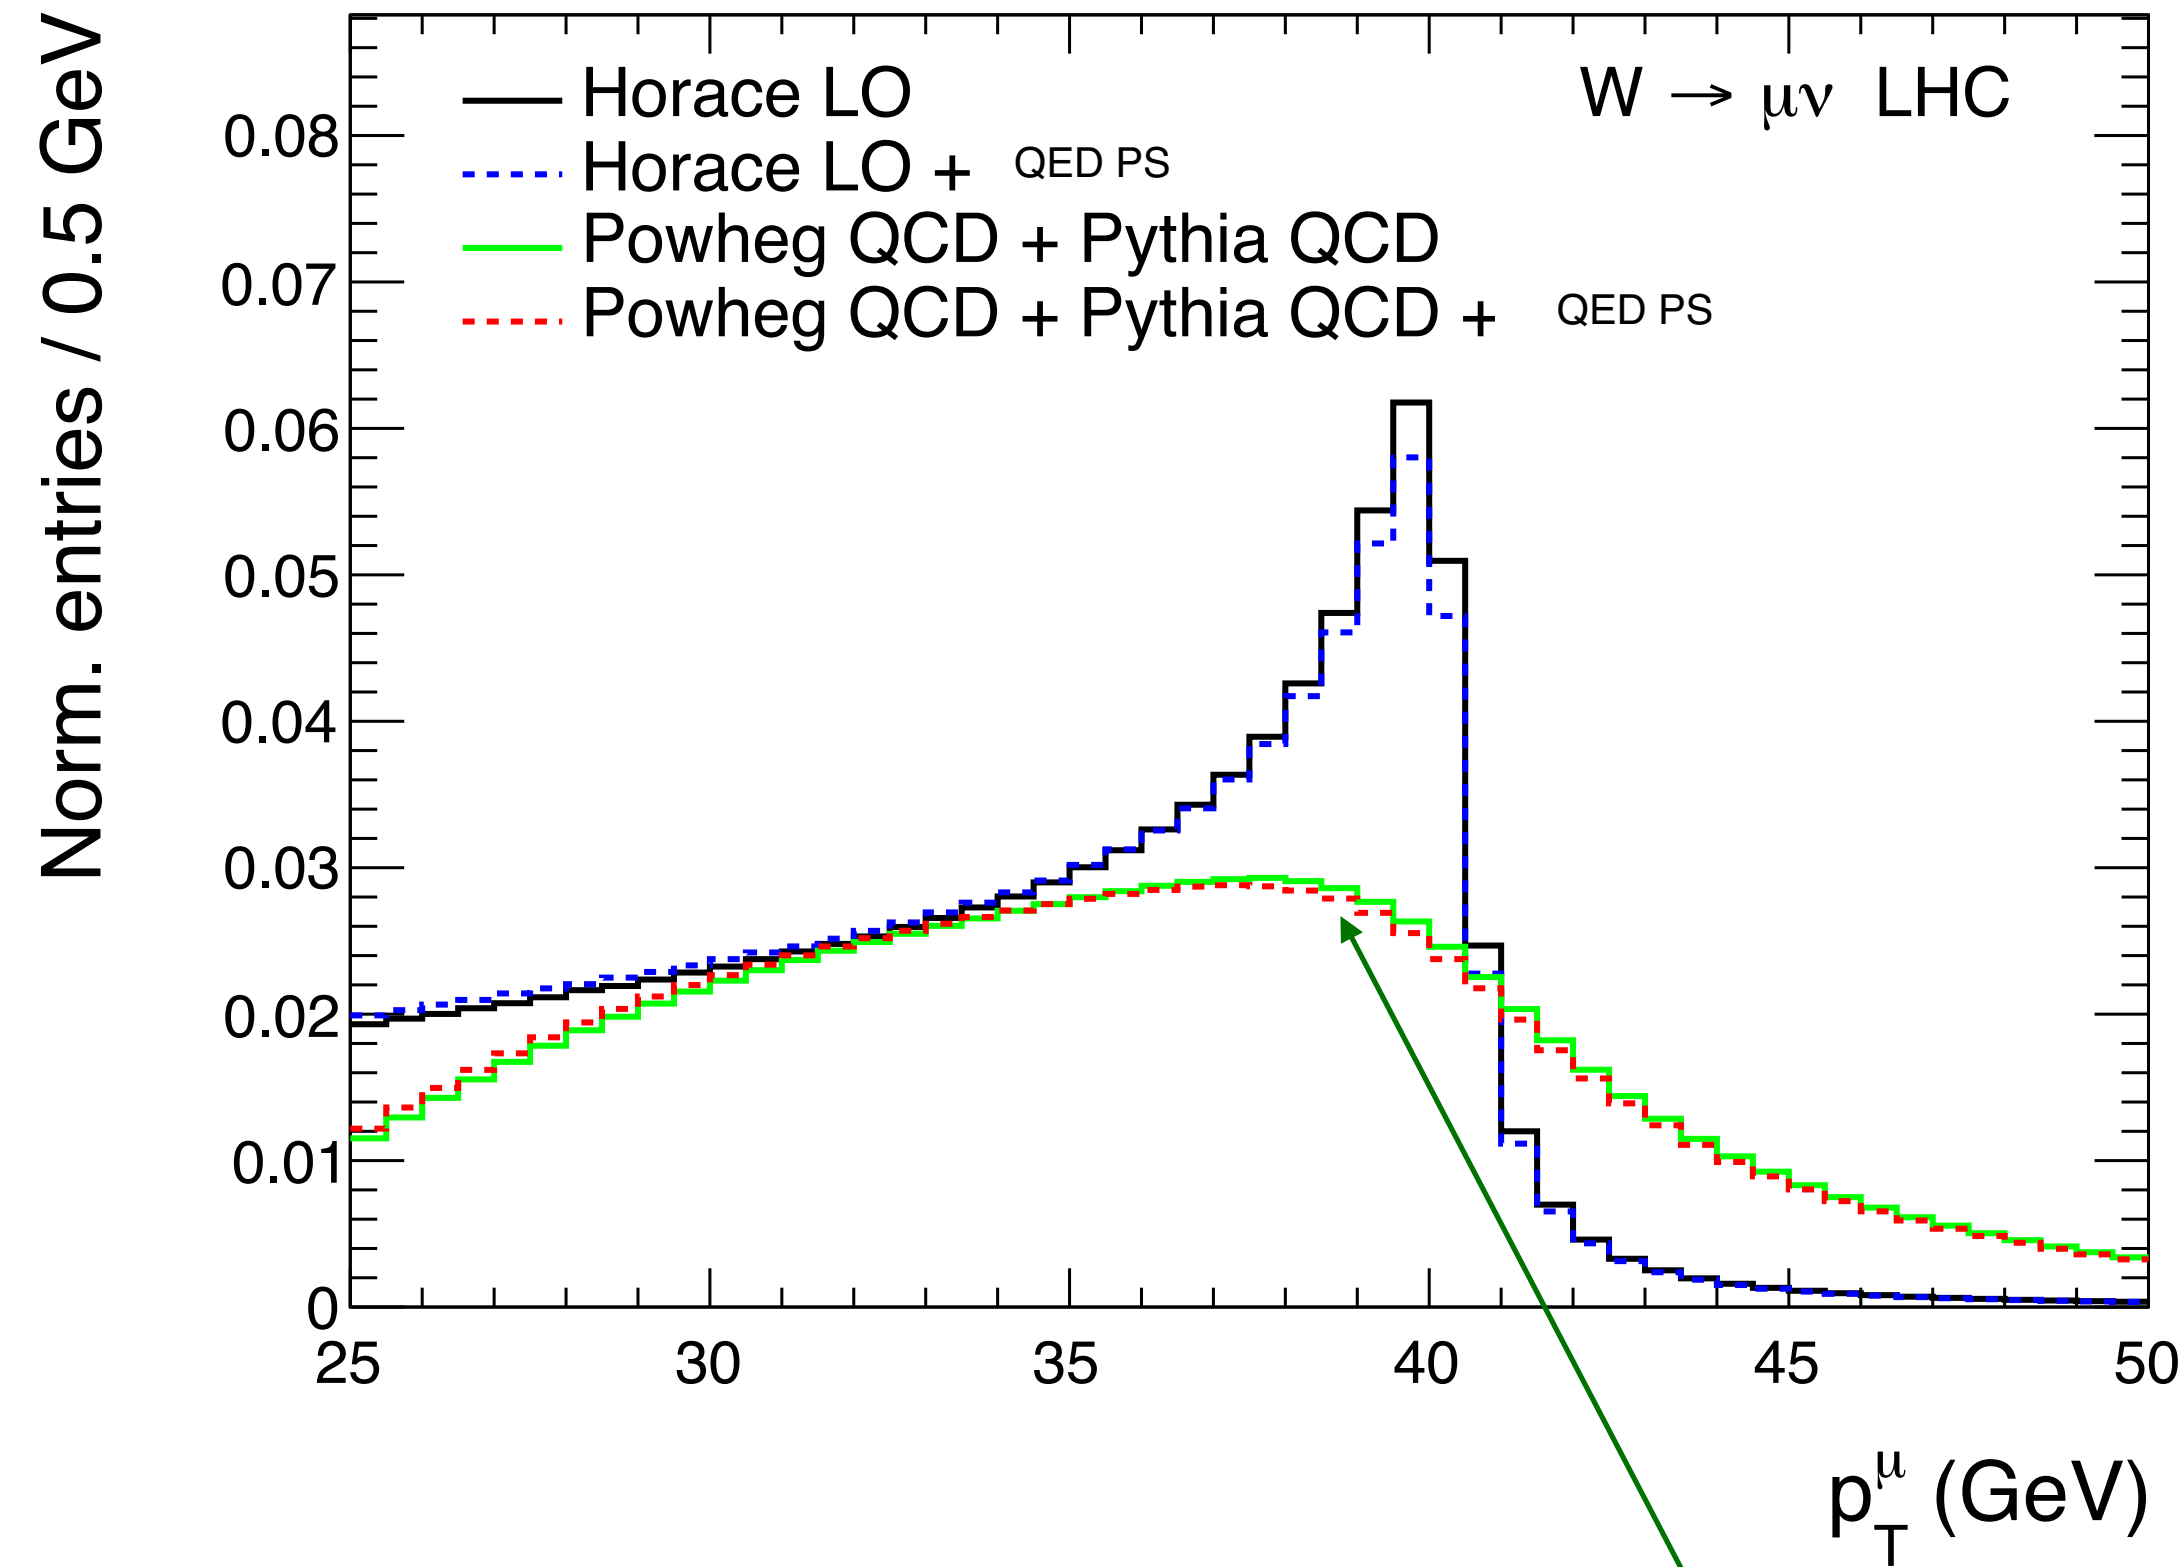 Norm. entries / 0.5 GeV
Horace LO
Horace LO + QED PS
Powheg QCD + Pythia QCD
Powheg QCD + Pythia QCD + QED PS
W → μν LHC
0.08
0.07
0.06
0.05
0.04
0.03
0.02
0.01
0
25 30 35 40 45 50
p_T^μ (GeV)